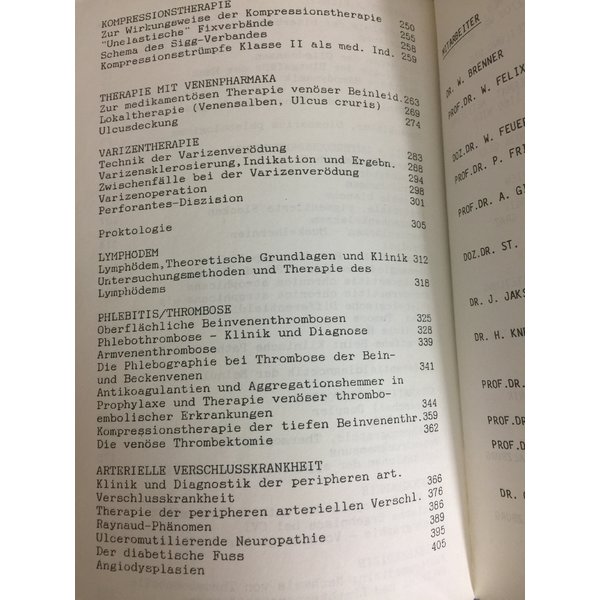 KOMPRESSIONSTHERAPIE
Zur Wirkungsweise der Kompressionstherapie 250
"Unelastische" Fixverbände 255
Schema des Sigg-Verbandes 258
Kompressionsstrümpfe Klasse II als med. Ind. 259
THERAPIE MIT VENENPHARMAKA
Zur medikamentösen Therapie venöser Beinleid. 263
Lokaltherapie (Venensalben, Ulcus cruris) 269
Ulcusdeckung 274
VARIZENTHERAPIE
Technik der Varizenverödung 283
Varizensklerosierung, Indikation und Ergebn. 288
Zwischenfälle bei der Varizenverödung 294
Varizenoperation 298
Perforantes-Diszision 301
Proktologie 305
LYMPHÖDEM
Lymphödem, Theoretische Grundlagen und Klinik 312
Untersuchungsmethoden und Therapie des
Lymphödems 318
PHLEBITIS/THROMBOSE
Oberflächliche Beinvenenthrombosen 325
Phlebothrombose - Klinik und Diagnose 328
Armvenenthrombose 339
Die Phlebographie bei Thrombose der Bein-
und Beckenvenen 341
Antikoagulantien und Aggregationshemmer in
Prophylaxe und Therapie venöser thrombo-
embolischer Erkrankungen 344
Kompressionstherapie der tiefen Beinvenenthr. 359
Die venöse Thrombektomie 362
ARTERIELLE VERSCHLUSSKRANKHEIT
Klinik und Diagnostik der peripheren art.
Verschlusskrankheit 366
Therapie der peripheren arteriellen Verschl. 376
Raynaud-Phänomen 386
Ulceromutilierende Neuropathie 389
Der diabetische Fuss 395
Angiodysplasien 405
MITARBEITER
DR. W. BRENNER
PROF.DR. W. FELIX
DOZ.DR. W. FEUER
PROF.DR. P. FRI
PROF.DR. A. G
DOZ.DR. ST.
DR. J. JAKS
DR. H. KN
PROF.DR.
PROF.DR
PROF.DR
DR.